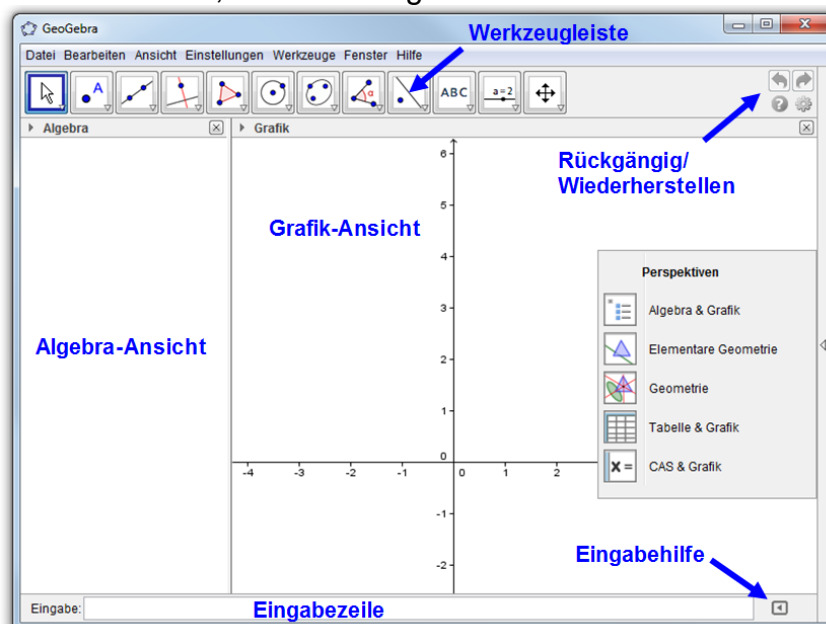 GeoGebra
Werkzeugleiste
Datei Bearbeiten Ansicht Einstellungen Werkzeuge Fenster Hilfe
A
α
ABC
a=2
Algebra
Grafik
Rückgängig/
Wiederherstellen
Grafik-Ansicht
Algebra-Ansicht
6
5
4
3
2
1
0
-1
-2
-4 -3 -2 -1 0 1 2
Perspektiven
Algebra & Grafik
Elementare Geometrie
Geometrie
Tabelle & Grafik
X = CAS & Grafik
Eingabehilfe
Eingabe: Eingabezeile